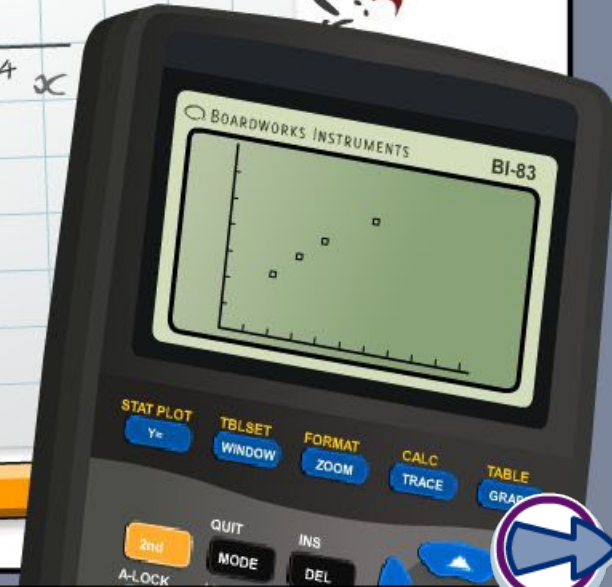 4 x
BOARDWORKS INSTRUMENTS BI-83
STAT PLOT TBLSET FORMAT CALC TABLE
Y= WINDOW ZOOM TRACE
QUIT INS
2nd MODE DEL
A-LOCK